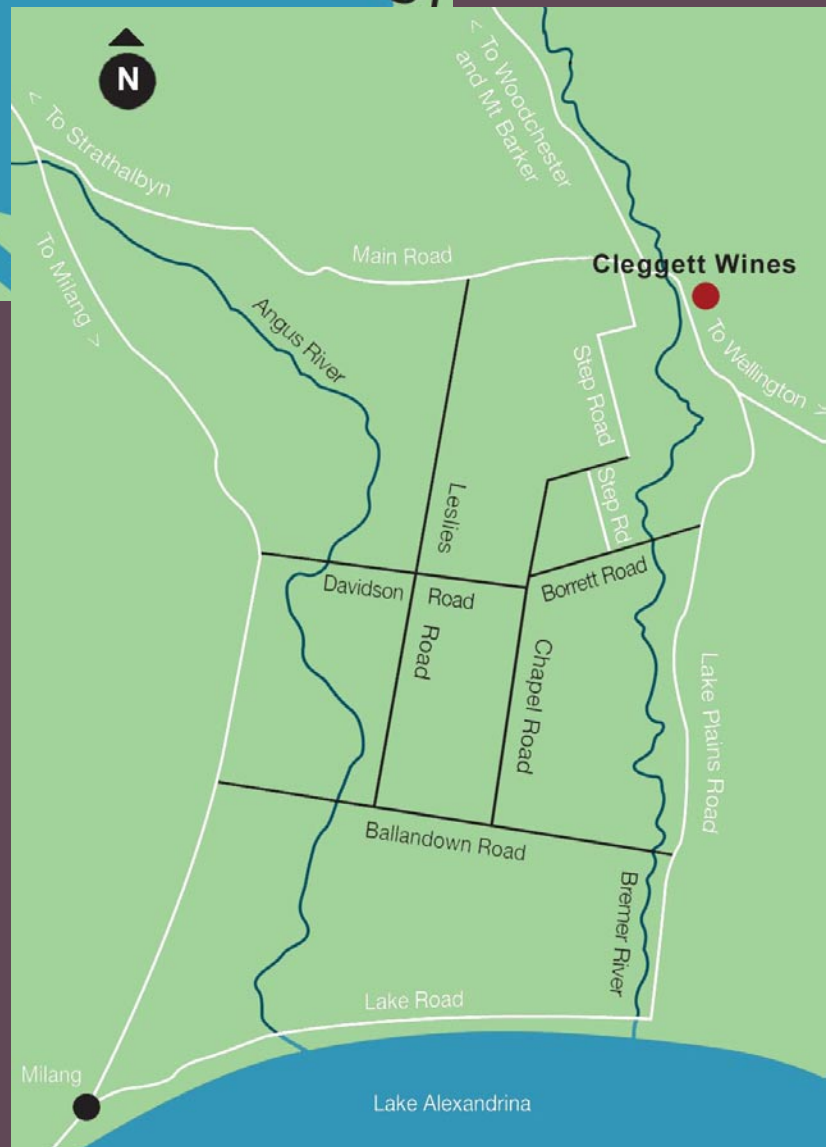 N
< To Woodchester
and Mt Barker
< To Strathalbyn
Main Road
Cleggett Wines
To Milang >
Angus River
To Wellington >
Step Road
Leslies
Road
Step Rd
Davidson
Road
Borrett Road
Chapel Road
Lake Plains Road
Ballandown Road
Bremer River
Lake Road
Milang
Lake Alexandrina